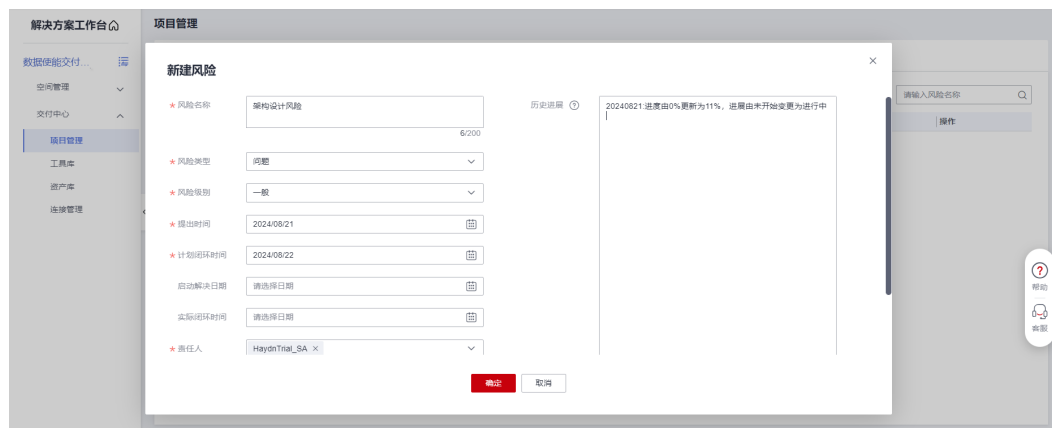 解决方案工作台
项目管理
数据使能交付...
空间管理
交付中心
项目管理
工具库
资产库
连接管理
新建风险
* 风险名称
架构设计风险
6/200
历史进展
20240821:进度由0%更新为11%，进展由未开始变更为进行中
* 风险类型
问题
* 风险级别
一般
* 提出时间
2024/08/21
* 计划闭环时间
2024/08/22
启动解决日期
请选择日期
实际闭环时间
请选择日期
* 责任人
HaydnTrial_SA ×
确定
取消
请输入风险名称
操作
帮助
客服